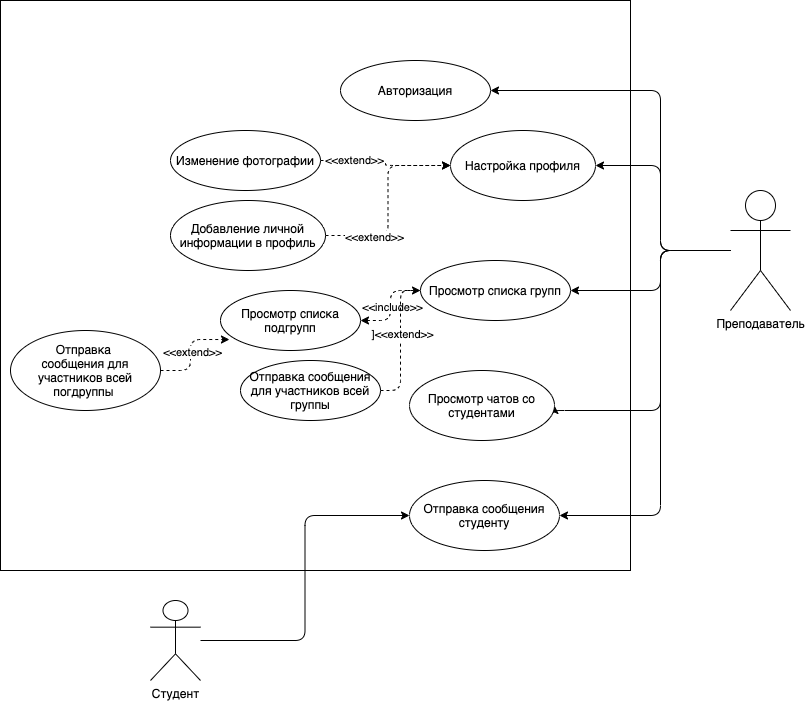 Авторизация
Изменение фотографии
<<extend>>
Настройка профиля
Добавление личной
информации в профиль
<<extend>>
Просмотр списка групп
<<include>>
Просмотр списка
подгрупп
]<<extend>>
Преподаватель
Отправка
сообщения для
участников всей
погдруппы
<<extend>>
Отправка сообщения
для участников всей
группы
Просмотр чатов со
студентами
Отправка сообщения
студенту
Студент